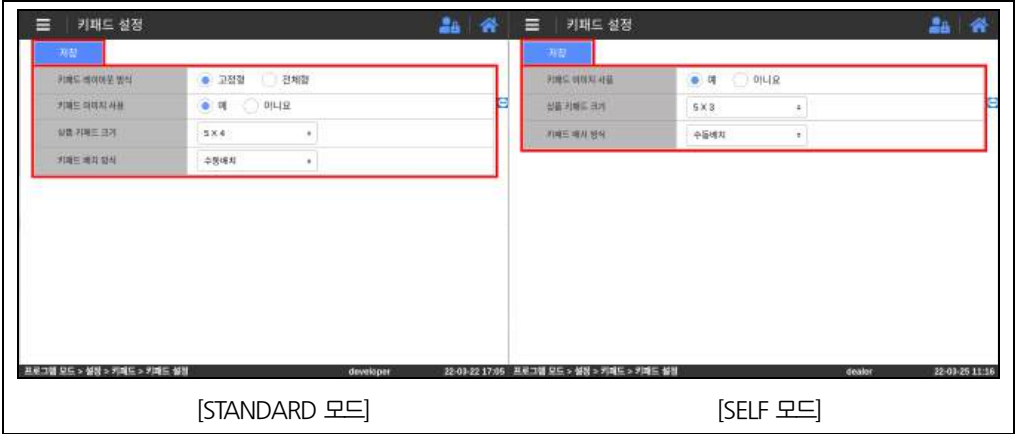 키패드 설정
저장
키패드 레이아웃 방식 고정형 전체형
키패드 이미지 사용 예 아니요
상품 키패드 크기 5 X 4
키패드 배치 방식 수동배치
프로그램 모드 > 설정 > 키패드 > 키패드 설정 developer 22-03-22 17:05
[STANDARD 모드]
키패드 설정
저장
키패드 이미지 사용 예 아니요
상품 키패드 크기 5 X 3
키패드 배치 방식 수동배치
프로그램 모드 > 설정 > 키패드 > 키패드 설정 dealer 22-03-25 11:16
[SELF 모드]